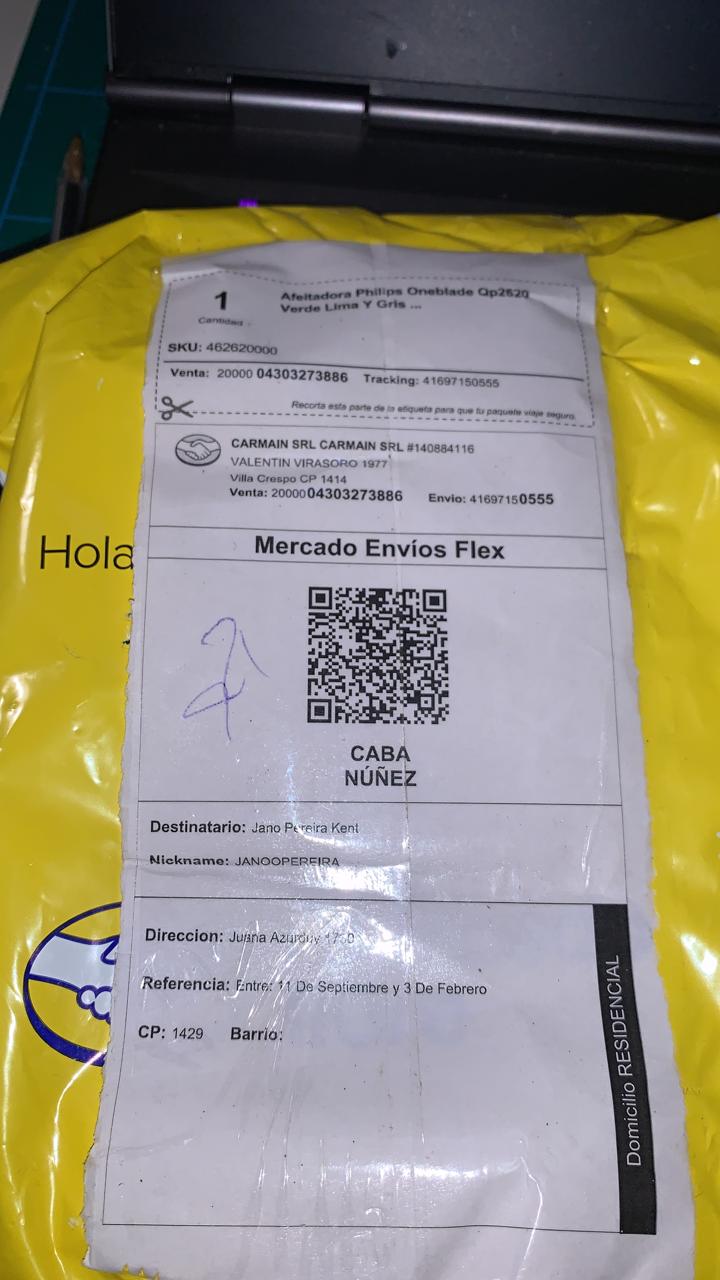 1
Cantidad
Afeitadora Philips Oneblade Qp2620
Verde Lima Y Gris ...
SKU: 462620000
Venta: 20000 04303273886 Tracking: 41697150555
Recorta esta parte de la etiqueta para que tu paquete viaje seguro.
CARMAIN SRL CARMAIN SRL #140884116
VALENTIN VIRASORO 1977
Villa Crespo CP 1414
Venta: 20000 04303273886 Envio: 41697150555
Hola
Mercado Envíos Flex
CABA
NÚÑEZ
Destinatario: Jano Pereira Kent
Nickname: JANOOPEREIRA
Direccion: Juana Azurduy
Referencia: Entre: 11 De Septiembre y 3 De Febrero
CP: 1429 Barrio:
Domicilio RESIDENCIAL